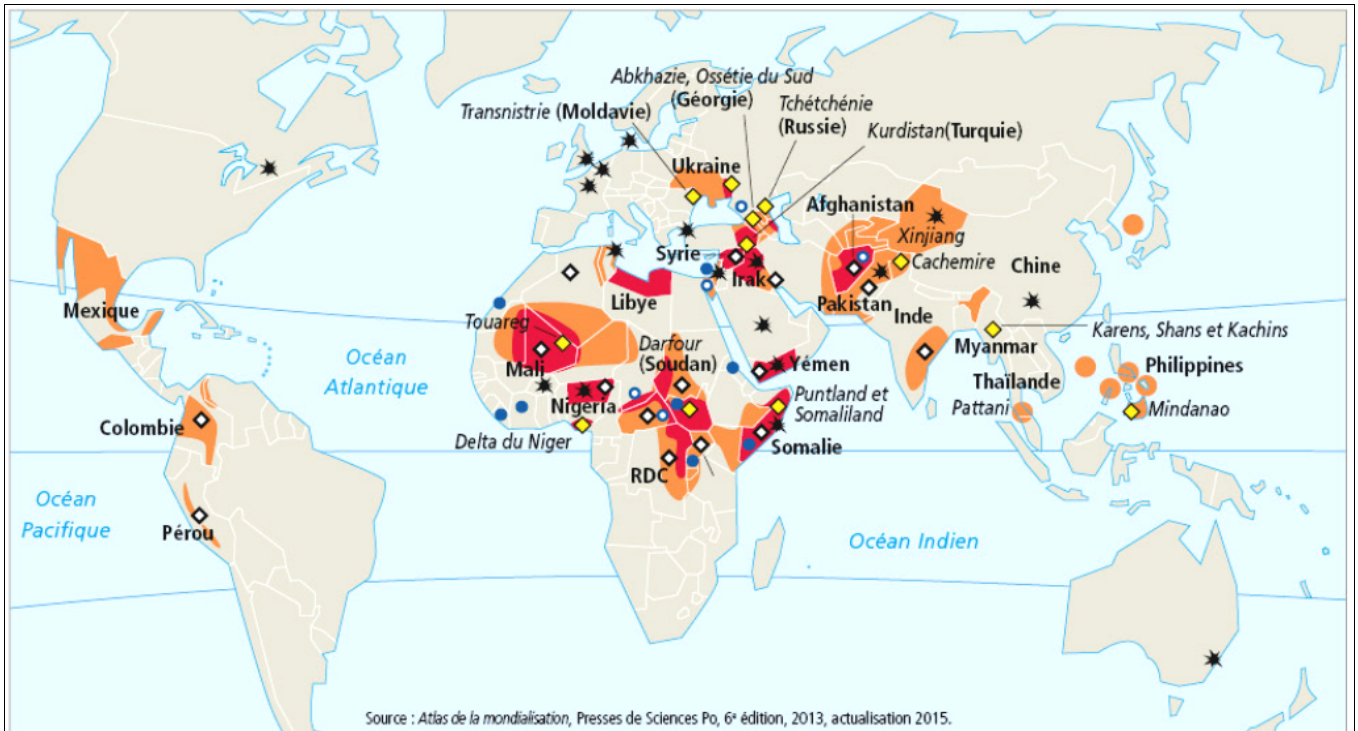 Abkhazie, Ossétie du Sud
(Géorgie)
Tchétchénie
(Russie)
Transnistrie (Moldavie)
Kurdistan(Turquie)
Ukraine
Afghanistan
Xinjiang
Syrie
Cachemire
Chine
Irak
Libye
Pakistan
Inde
Mexique
Touareg
Karens, Shans et Kachins
Darfour
(Soudan)
Myanmar
Océan
Atlantique
Mali
Yémen
Philippines
Thaïlande
Puntland et
Somaliland
Nigéria
Pattani
Mindanao
Colombie
Delta du Niger
Somalie
RDC
Océan
Pacifique
Pérou
Océan Indien
Source : Atlas de la mondialisation, Presses de Sciences Po, 6e édition, 2013, actualisation 2015.